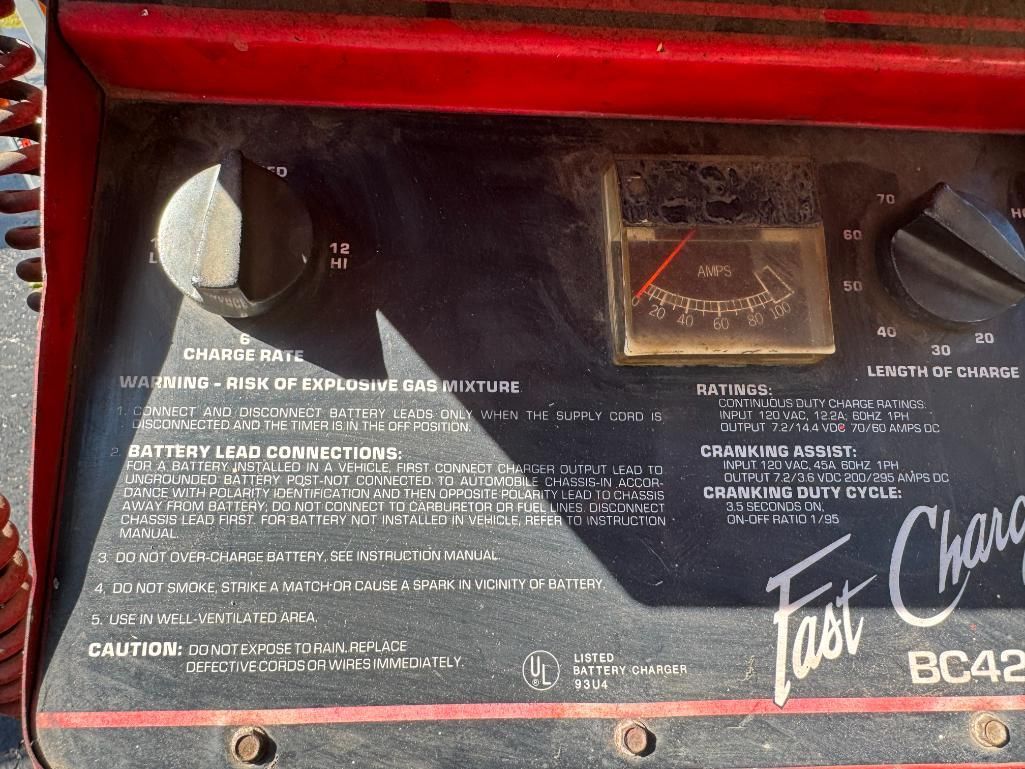 12
HI
6
CHARGE RATE
AMPS
0 20 40 60 80 100
70
60
50
40
30
20
LENGTH OF CHARGE
WARNING - RISK OF EXPLOSIVE GAS MIXTURE
1. CONNECT AND DISCONNECT BATTERY LEADS ONLY WHEN THE SUPPLY CORD IS
DISCONNECTED AND THE TIMER IS IN THE OFF POSITION.
2. BATTERY LEAD CONNECTIONS:
FOR A BATTERY INSTALLED IN A VEHICLE, FIRST CONNECT CHARGER OUTPUT LEAD TO
UNGROUNDED BATTERY POST-NOT CONNECTED TO AUTOMOBILE CHASSIS-IN ACCOR-
DANCE WITH POLARITY IDENTIFICATION AND THEN OPPOSITE POLARITY LEAD TO CHASSIS
AWAY FROM BATTERY, DO NOT CONNECT TO CARBURETOR OR FUEL LINES. DISCONNECT
CHASSIS LEAD FIRST. FOR BATTERY NOT INSTALLED IN VEHICLE, REFER TO INSTRUCTION
MANUAL.
3. DO NOT OVER-CHARGE BATTERY, SEE INSTRUCTION MANUAL.
4. DO NOT SMOKE, STRIKE A MATCH OR CAUSE A SPARK IN VICINITY OF BATTERY.
5. USE IN WELL-VENTILATED AREA.
CAUTION: DO NOT EXPOSE TO RAIN. REPLACE
DEFECTIVE CORDS OR WIRES IMMEDIATELY.
RATINGS:
CONTINUOUS DUTY CHARGE RATINGS:
INPUT 120 VAC, 12.2A; 60HZ 1PH
OUTPUT 7.2/14.4 VDC 70/60 AMPS DC
CRANKING ASSIST:
INPUT 120 VAC, 45A 60HZ 1PH
OUTPUT 7.2/3.6 VDC 200/295 AMPS DC
CRANKING DUTY CYCLE:
3.5 SECONDS ON,
ON-OFF RATIO 1/95
UL
®
LISTED
BATTERY CHARGER
93U4
Fast Charg
BC42